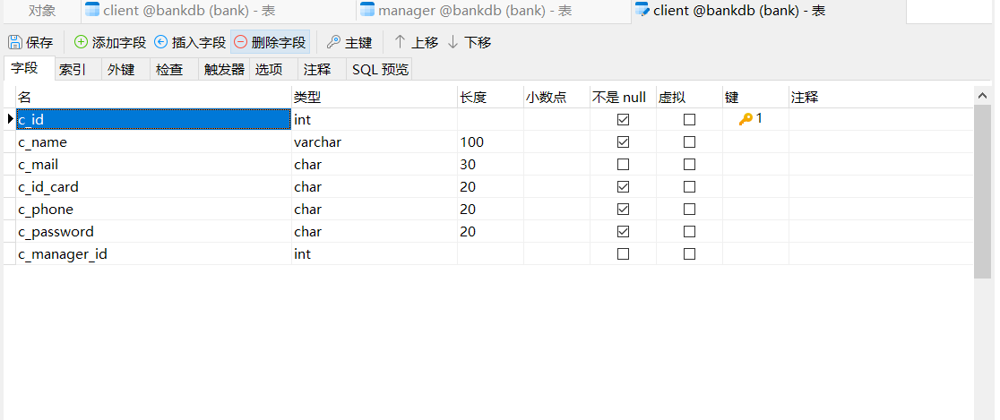 对象 client @bankdb (bank) - 表 manager @bankdb (bank) - 表 client @bankdb (bank) - 表
保存 添加字段 插入字段 删除字段 主键 上移 下移
字段 索引 外键 检查 触发器 选项 注释 SQL 预览
名 类型 长度 小数点 不是 null 虚拟 键 注释
c_id int 1
c_name varchar 100
c_mail char 30
c_id_card char 20
c_phone char 20
c_password char 20
c_manager_id int